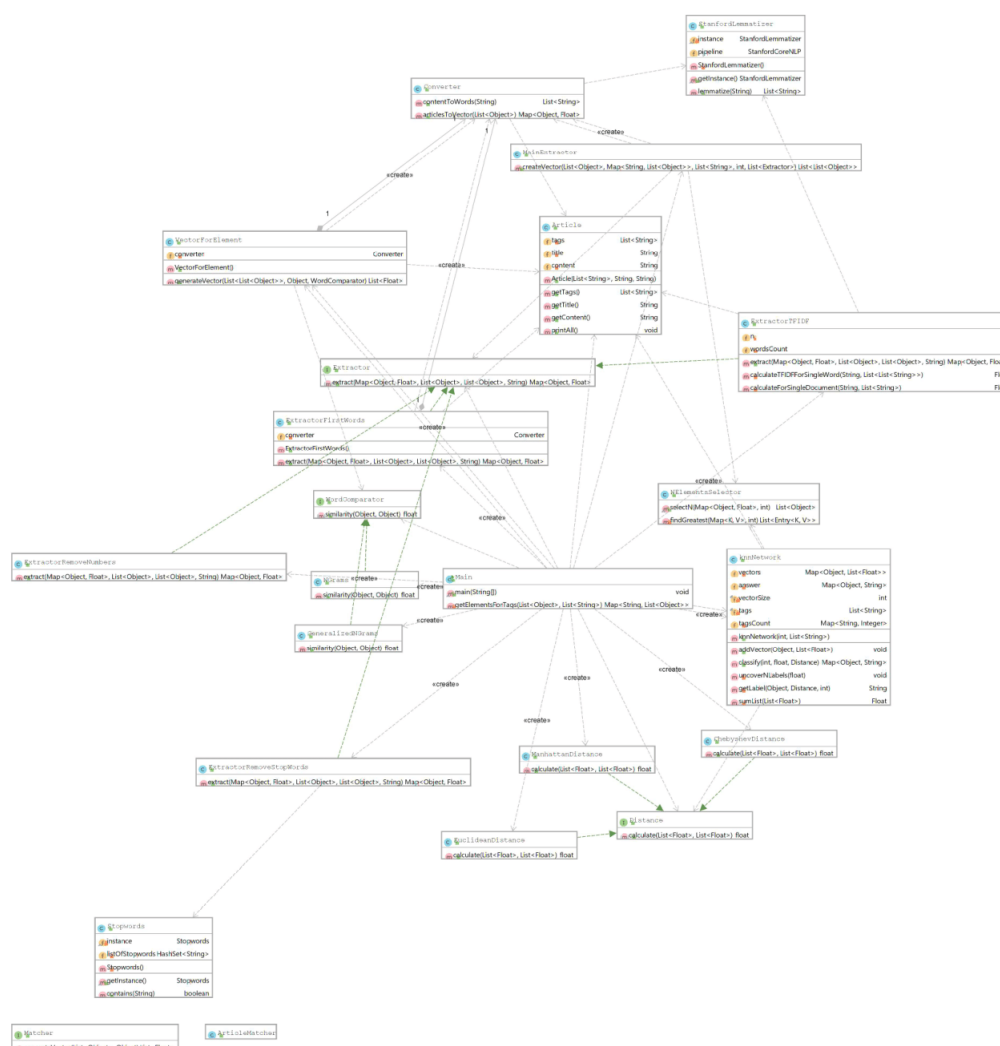 StanfordLemmatizer
instance StanfordLemmatizer
pipeline StanfordCoreNLP
StanfordLemmatizer()
getInstance() StanfordLemmatizer
lemmatize(String) List<String>
Converter
contentToWords(String) List<String>
articlesToVector(List<Object>) Map<Object, Float>
1
1
«create»
MainExtractor
createVector(List<Object>, Map<String, List<Object>>, List<String>, int, List<Extractor>) List<List<Object>>
«create»
1
VectorForElement
converter Converter
VectorForElement()
generateVector(List<List<Object>>, Object, WordComparator) List<Float>
«create»
Article
tags List<String>
title String
content String
Article(List<String>, String, String)
getTags() List<String>
getTitle() String
getContent() String
printAll() void
ExtractorTFIDF
n
wordsCount
extract(Map<Object, Float>, List<Object>, List<Object>, String) Map<Object, Floa
calculateTFIDFForSingleWord(String, List<List<String>>) Fl
calculateForSingleDocument(String, List<String>) Fl
Extractor
extract(Map<Object, Float>, List<Object>, List<Object>, String) Map<Object, Float>
1
ExtractorFirstWords
«create»
converter Converter
ExtractorFirstWords()
extract(Map<Object, Float>, List<Object>, List<Object>, String) Map<Object, Float>
«create»
NElementsSelector
selectN(Map<Object, Float>, int) List<Object>
findGreatest(Map<K, V>, int) List<Entry<K, V>>
WordComparator
similarity(Object, Object) float
«create»
ExtractorRemoveNumbers
extract(Map<Object, Float>, List<Object>, List<Object>, String) Map<Object, Float>
NGrams
«create»
similarity(Object, Object) float
«create»
Main
main(String[]) void
getElementsForTags(List<Object>, List<String>) Map<String, List<Object>>
«create»
KnnNetwork
vectors Map<Object, List<Float>>
answer Map<Object, String>
vectorSize int
tags List<String>
tagsCount Map<String, Integer>
KnnNetwork(int, List<String>)
addVector(Object, List<Float>) void
classify(int, float, Distance) Map<Object, String>
uncoverNLabels(float) void
getLabel(Object, Distance, int) String
sumList(List<Float>) Float
GeneralizedNGrams
similarity(Object, Object) float
«create»
«create»
«create»
«create»
«create»
ManhattanDistance
calculate(List<Float>, List<Float>) float
ChebyshevDistance
calculate(List<Float>, List<Float>) float
ExtractorRemoveStopWords
extract(Map<Object, Float>, List<Object>, List<Object>, String) Map<Object, Float>
Distance
calculate(List<Float>, List<Float>) float
EuclideanDistance
calculate(List<Float>, List<Float>) float
Stopwords
instance Stopwords
listOfStopwords HashSet<String>
Stopwords()
getInstance() Stopwords
contains(String) boolean
Matcher
ArticleMatcher